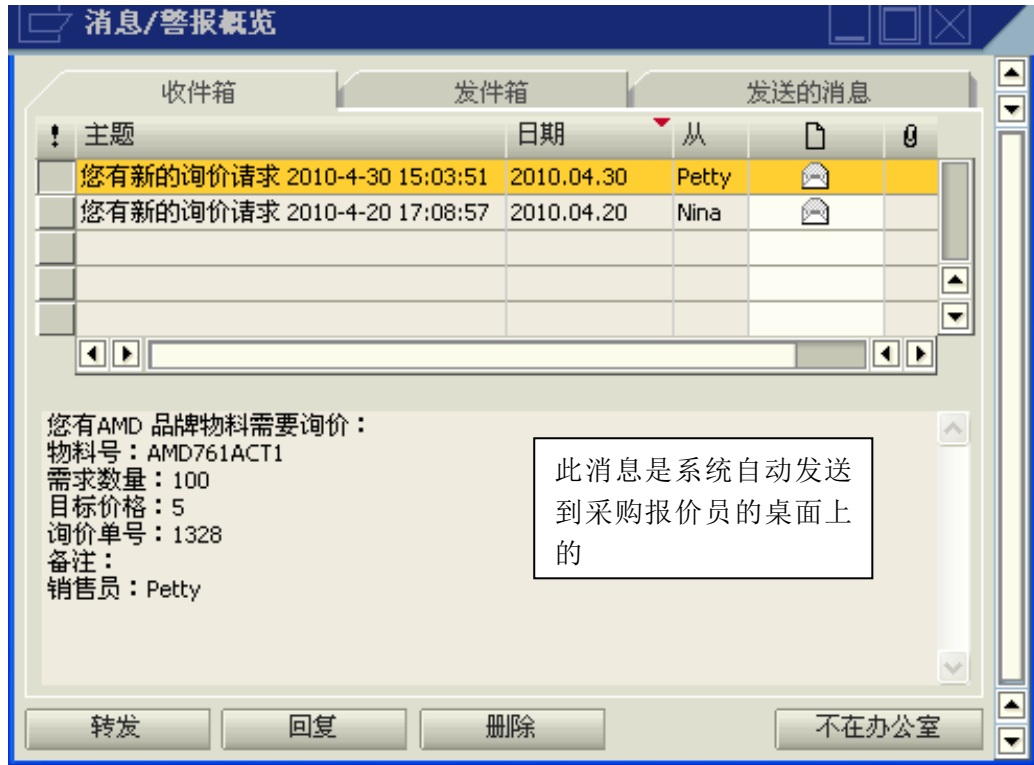 消息/警报概览
收件箱 发件箱 发送的消息
! 主题 日期 从
您有新的询价请求 2010-4-30 15:03:51 2010.04.30 Petty
您有新的询价请求 2010-4-20 17:08:57 2010.04.20 Nina
您有AMD 品牌物料需要询价：
物料号：AMD761ACT1
需求数量：100
目标价格：5
询价单号：1328
备注：
销售员：Petty
此消息是系统自动发送
到采购报价员的桌面上
的
转发 回复 删除 不在办公室